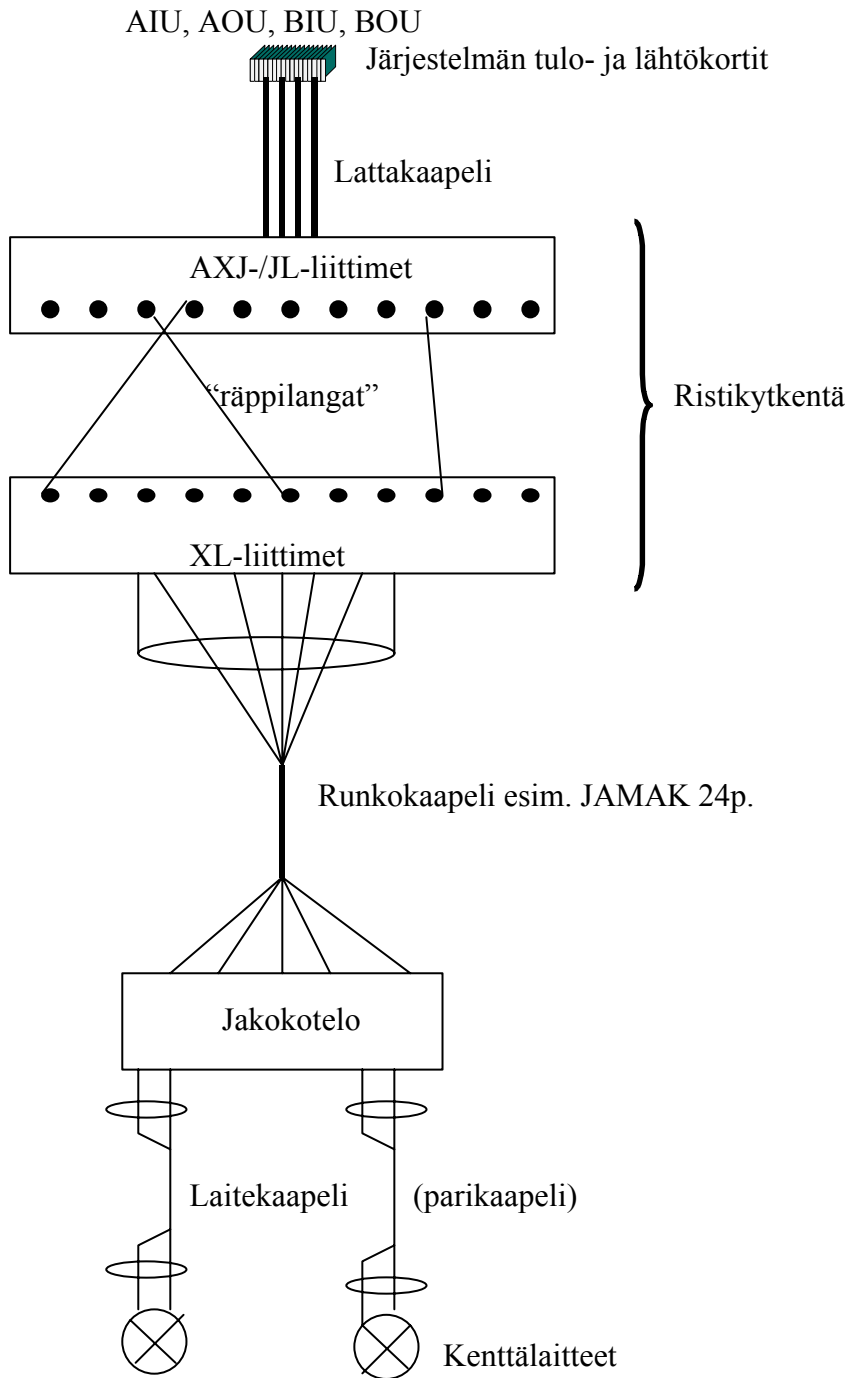 AIU, AOU, BIU, BOU
Järjestelmän tulo- ja lähtökortit
Lattakaapeli
AXJ-/JL-liittimet
“räppilangat”
Ristikytkentä
XL-liittimet
Runkokaapeli esim. JAMAK 24p.
Jakokotelo
Laitekaapeli (parikaapeli)
Kenttälaitteet